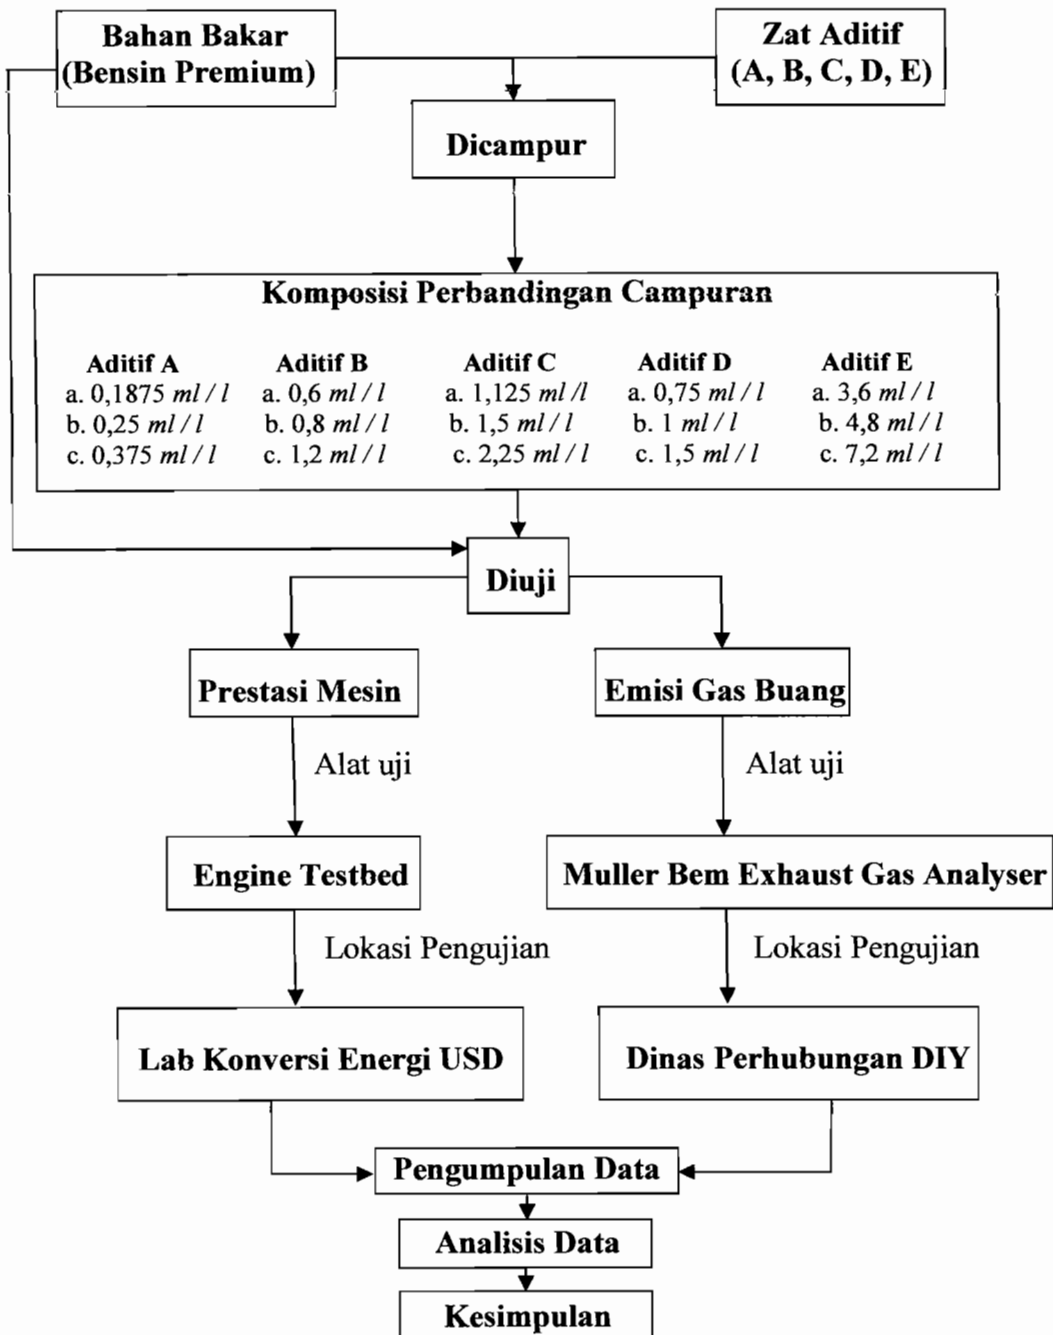 Bahan Bakar
(Bensin Premium)
Zat Aditif
(A, B, C, D, E)
Dicampur
Komposisi Perbandingan Campuran
Aditif A
a. 0,1875 ml / l
b. 0,25 ml / l
c. 0,375 ml / l
Aditif B
a. 0,6 ml / l
b. 0,8 ml / l
c. 1,2 ml / l
Aditif C
a. 1,125 ml /l
b. 1,5 ml / l
c. 2,25 ml / l
Aditif D
a. 0,75 ml / l
b. 1 ml / l
c. 1,5 ml / l
Aditif E
a. 3,6 ml / l
b. 4,8 ml / l
c. 7,2 ml / l
Diuji
Prestasi Mesin
Emisi Gas Buang
Alat uji
Alat uji
Engine Testbed
Muller Bem Exhaust Gas Analyser
Lokasi Pengujian
Lokasi Pengujian
Lab Konversi Energi USD
Dinas Perhubungan DIY
Pengumpulan Data
Analisis Data
Kesimpulan